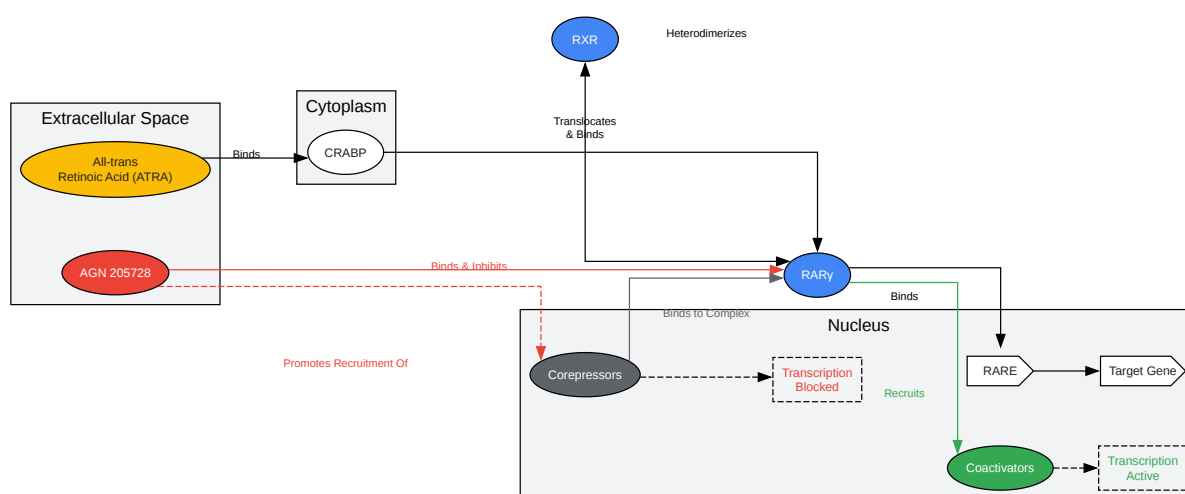 RXR
Heterodimerizes
Cytoplasm
Extracellular Space
Translocates
& Binds
All-trans
Retinoic Acid (ATRA)
Binds
CRABP
AGN 205728
Binds & Inhibits
RARγ
Binds
Binds to Complex
Nucleus
Promotes Recruitment Of
Corepressors
Transcription
Blocked
RARE
Target Gene
Recruits
Coactivators
Transcription
Active